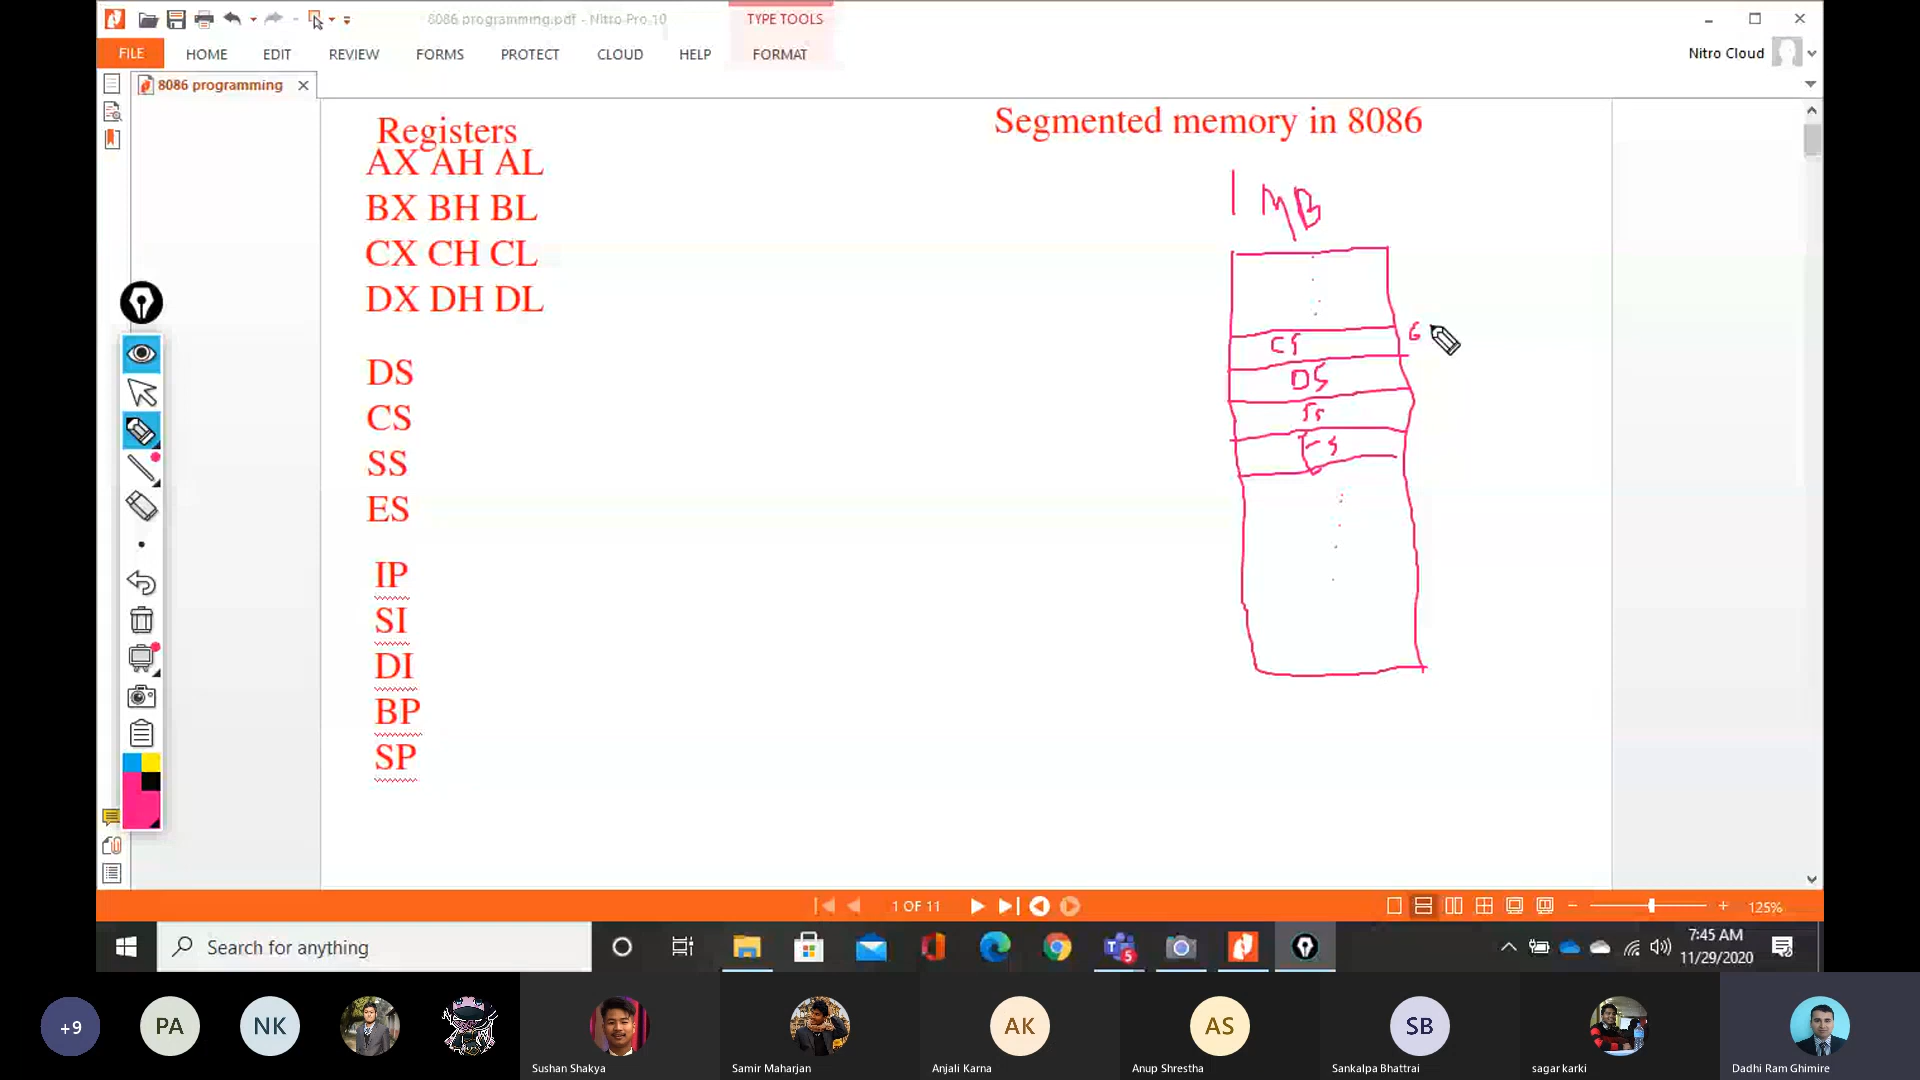 8086 programming.pdf - Nitro Pro 10
TYPE TOOLS
FILE HOME EDIT REVIEW FORMS PROTECT CLOUD HELP FORMAT
Nitro Cloud
8086 programming
Registers
AX AH AL
BX BH BL
CX CH CL
DX DH DL
DS
CS
SS
ES
IP
SI
DI
BP
SP
Segmented memory in 8086
1 MB
CS
6
DS
SS
ES
1 OF 11
125%
Search for anything
5
7:45 AM
11/29/2020
+9
PA
NK
AK
AS
SB
Sushan Shakya
Samir Maharjan
Anjali Karna
Anup Shrestha
Sankalpa Bhattrai
sagar karki
Dadhi Ram Ghimire